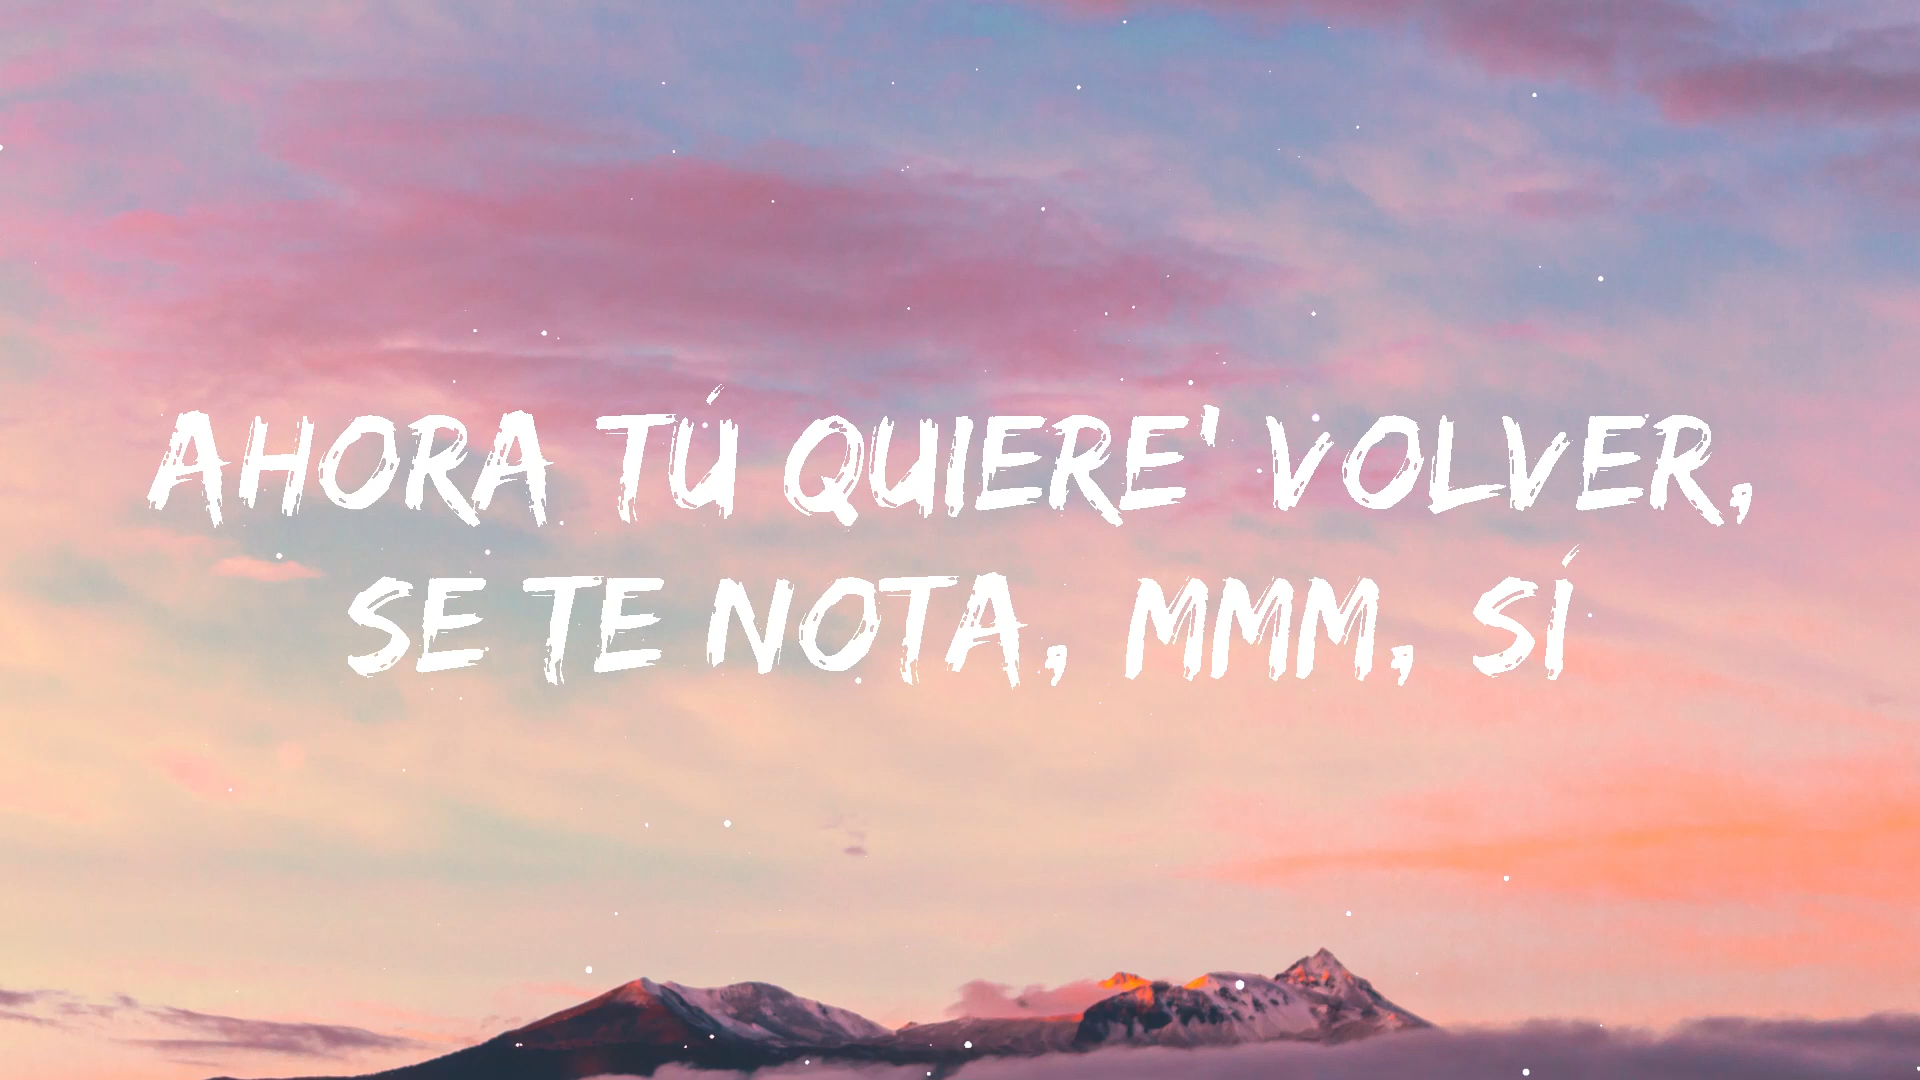 AHORA TÚ QUIERE' VOLVER,
SE TE NOTA, MMM, SÍ